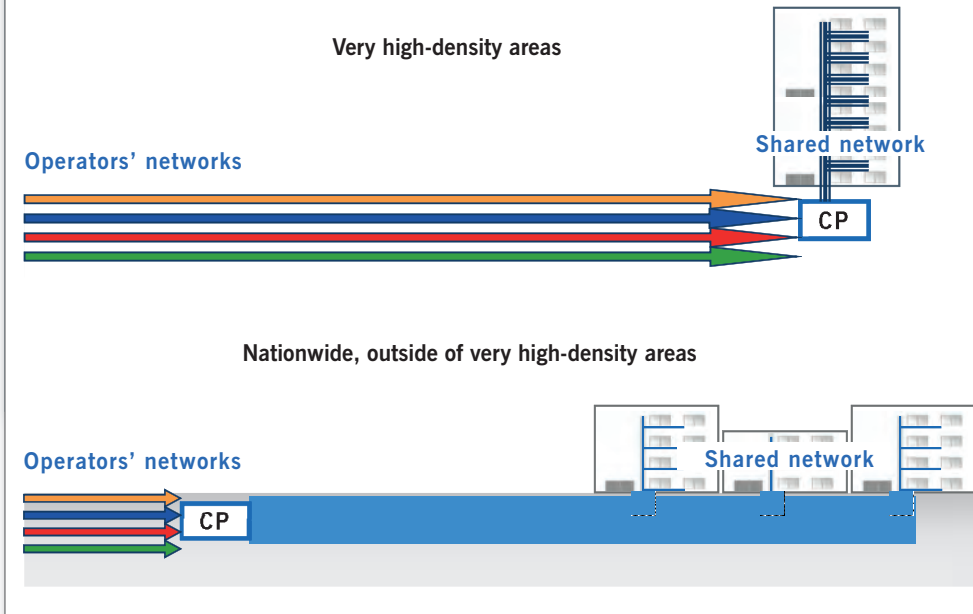 Very high-density areas
Shared network
Operators’ networks
CP
Nationwide, outside of very high-density areas
Operators’ networks
Shared network
CP